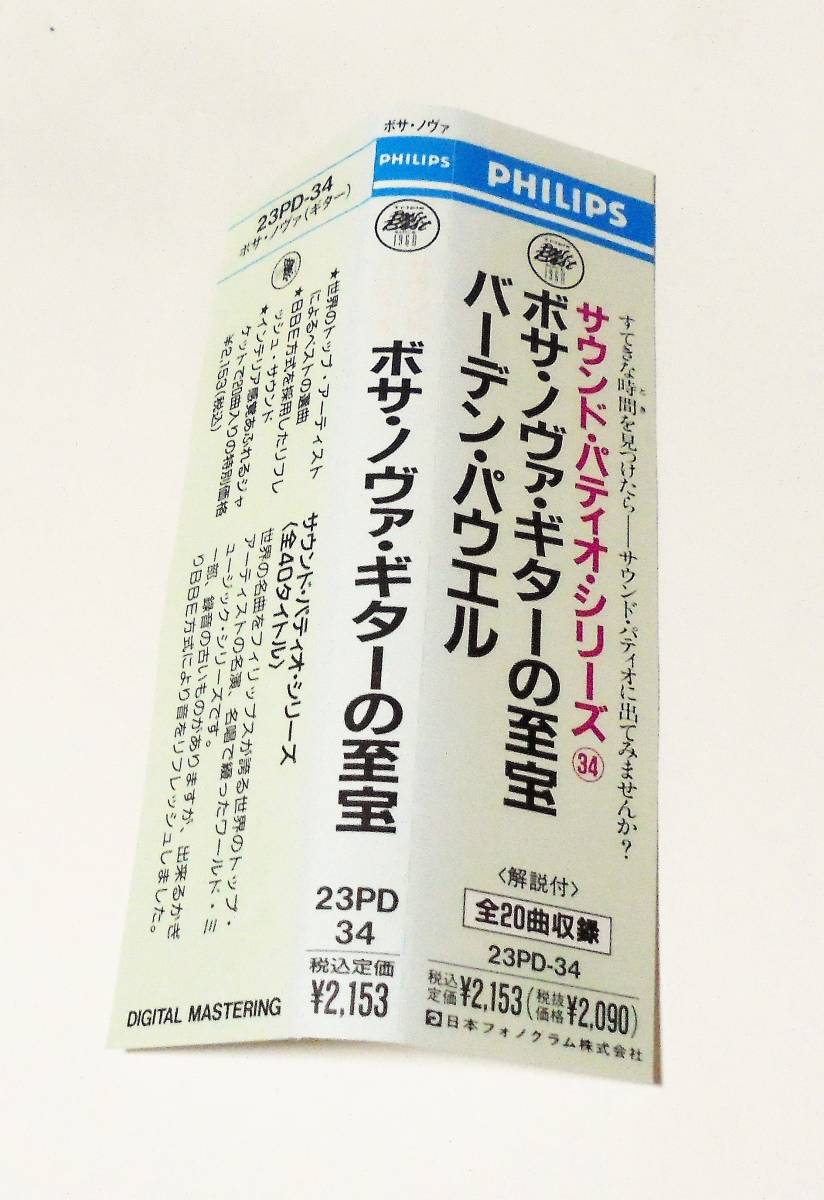 ボサ・ノヴァ
PHILIPS
すてきな時間を見つけたら——サウンド・パティオに出てみませんか?
とき
サウンド・パティオ・シリーズ㉞
ボサ・ノヴァ・ギターの至宝
バーデン・パウエル
〈解説付〉
全20曲収録
23PD-34
税込定価¥2,153(税抜価格¥2,090)
日本フォノグラム株式会社
PHILIPS
1960
ボサ・ノヴァ・ギターの至宝
23PD
34
税込定価
¥2,153
23PD-34
ボサ・ノヴァ(ギター)
★世界のトップ・アーティスト
によるベストの選曲
★BBE方式を採用したリフレ
ッシュ・サウンド
★インテリア感覚あふれるジャ
ケットで20曲入りの特別価格
¥2,153(税込)
サウンド・パティオ・シリーズ
〈全40タイトル〉
世界の名曲をフィリップスが誇る世界のトップ・
アーティストの名演、名唱で綴ったワールド・ミ
ュージック・シリーズです。
一部、録音の古いものがありますが、出来るかぎ
りBBE方式により音をリフレッシュしました。
DIGITAL MASTERING